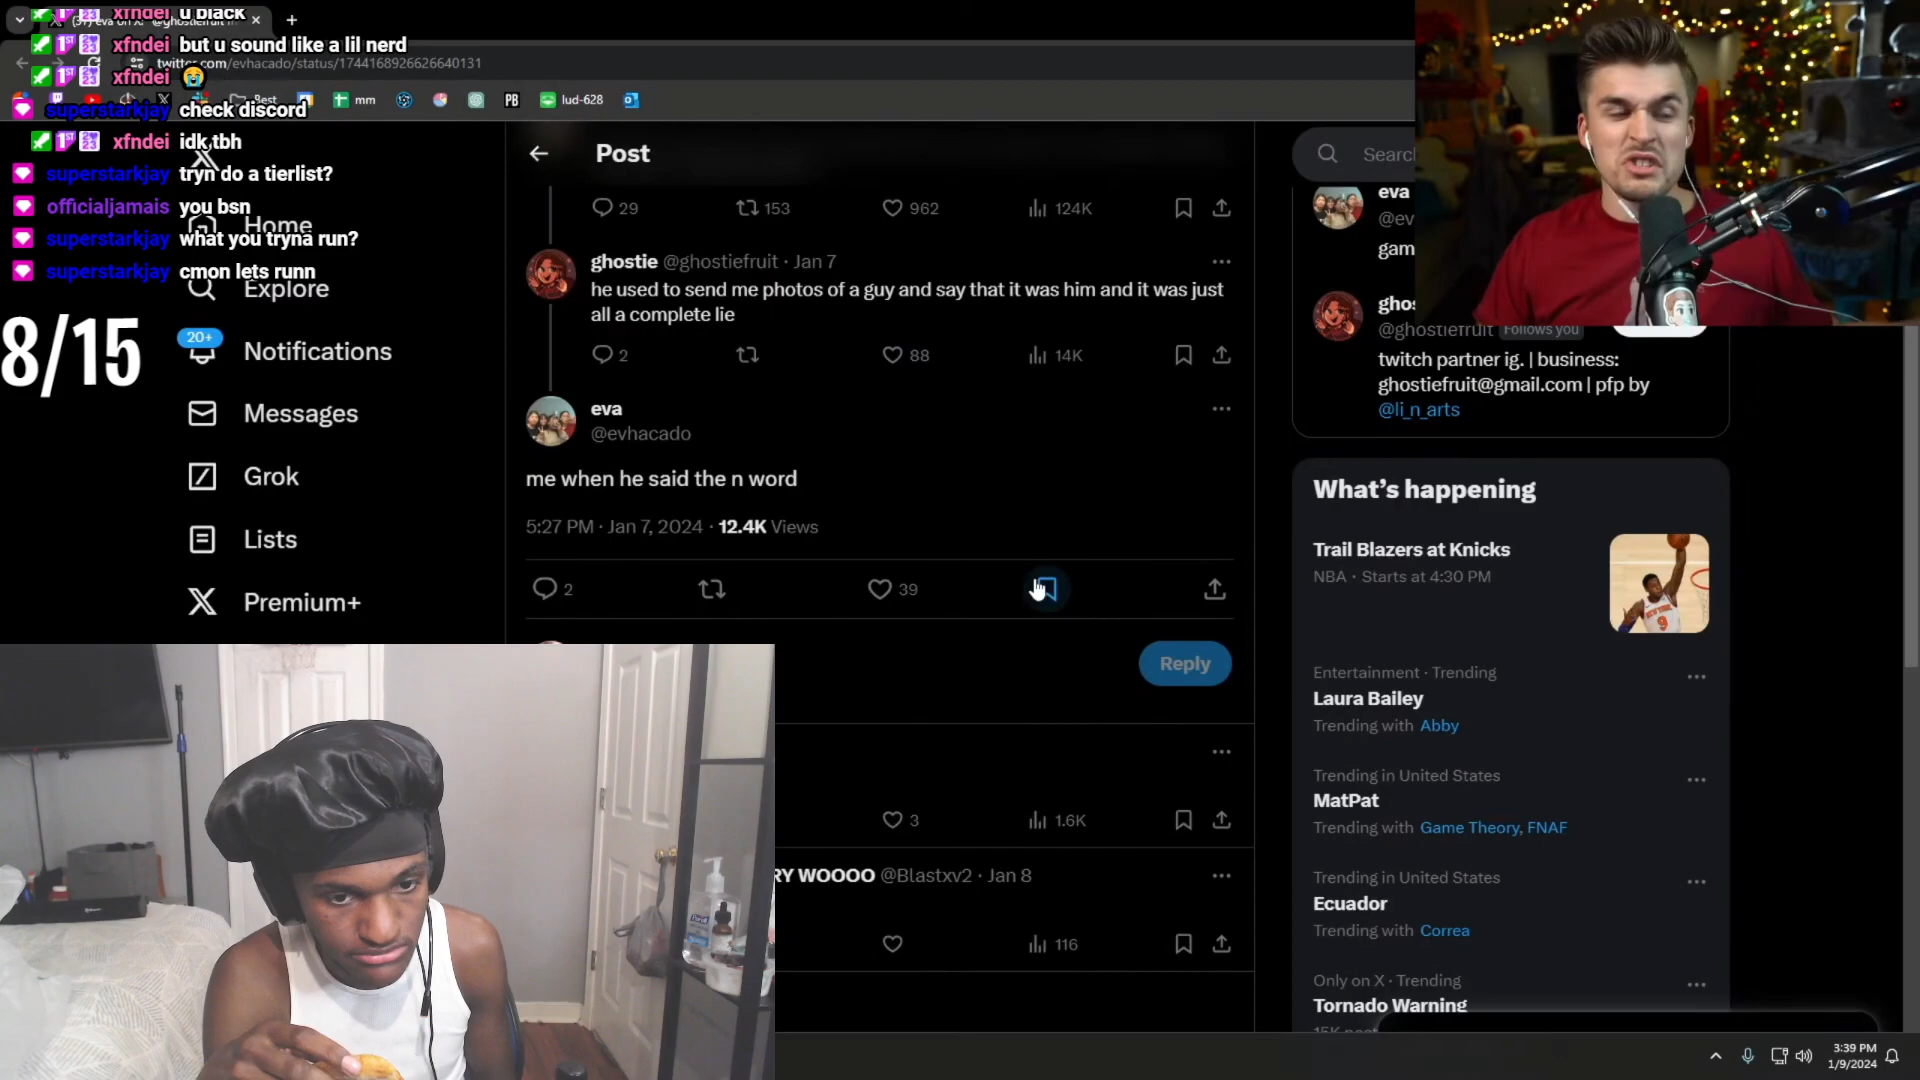 xfndei u black
xfndei but u sound like a lil nerd
xfndei 😭
superstarkjay check discord
xfndei idk tbh
superstarkjay tryn do a tierlist?
officialjamais you bsn
superstarkjay what you tryna run?
superstarkjay cmon lets runn
8/15
twitter.com/evhacado/status/1744168926626640131
Best
mm
PB
lud-628
Home
Explore
20+
Notifications
Messages
Grok
Lists
Premium+
Post
29 153 962 124K
ghostie @ghostiefruit · Jan 7
he used to send me photos of a guy and say that it was him and it was just
all a complete lie
2 88 14K
eva
@evhacado
me when he said the n word
5:27 PM · Jan 7, 2024 · 12.4K Views
2 39
Reply
3 1.6K
RY WOOOO @Blastxv2 · Jan 8
116
Search
eva
@ev
gam
ghos
@ghostiefruit Follows you
twitch partner ig. | business:
ghostiefruit@gmail.com | pfp by
@li_n_arts
What's happening
Trail Blazers at Knicks
NBA · Starts at 4:30 PM
Entertainment · Trending
Laura Bailey
Trending with Abby
Trending in United States
MatPat
Trending with Game Theory, FNAF
Trending in United States
Ecuador
Trending with Correa
Only on X · Trending
Tornado Warning
3:39 PM
1/9/2024